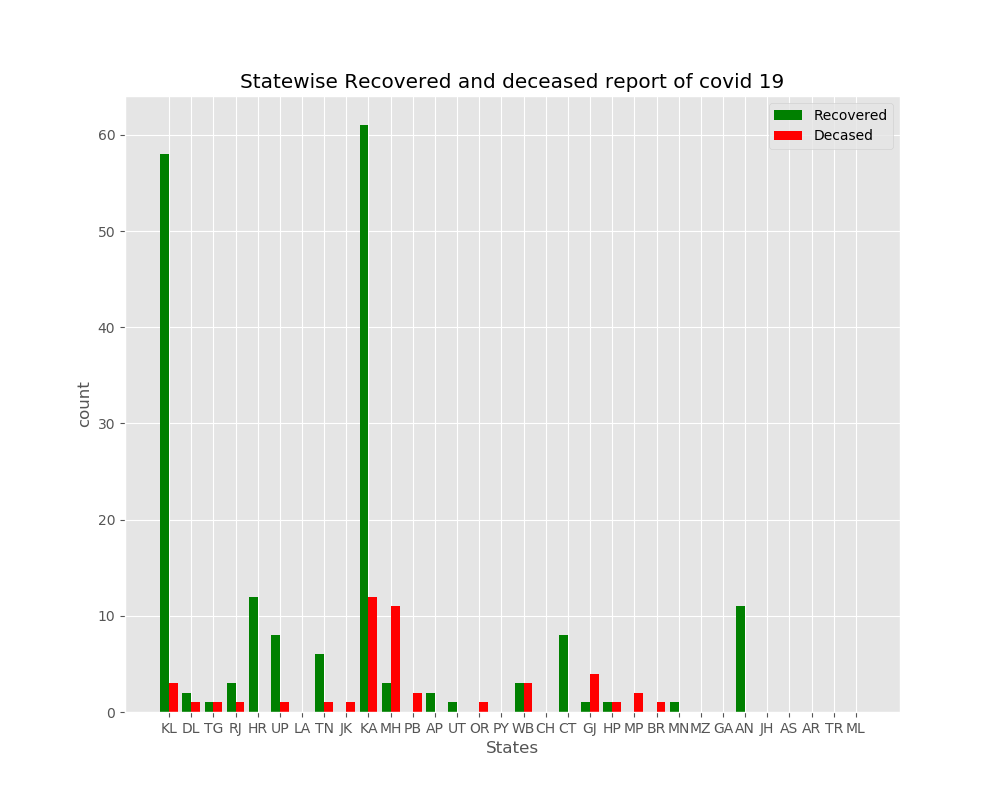 Statewise Recovered and deceased report of covid 19
Recovered
Decased
60
50
40
30
20
10
0
count
KL DL TG RJ HR UP LA TN JK KA MH PB AP UT OR PY WB CH CT GJ HP MP BR MN MZ GA AN JH AS AR TR ML
States